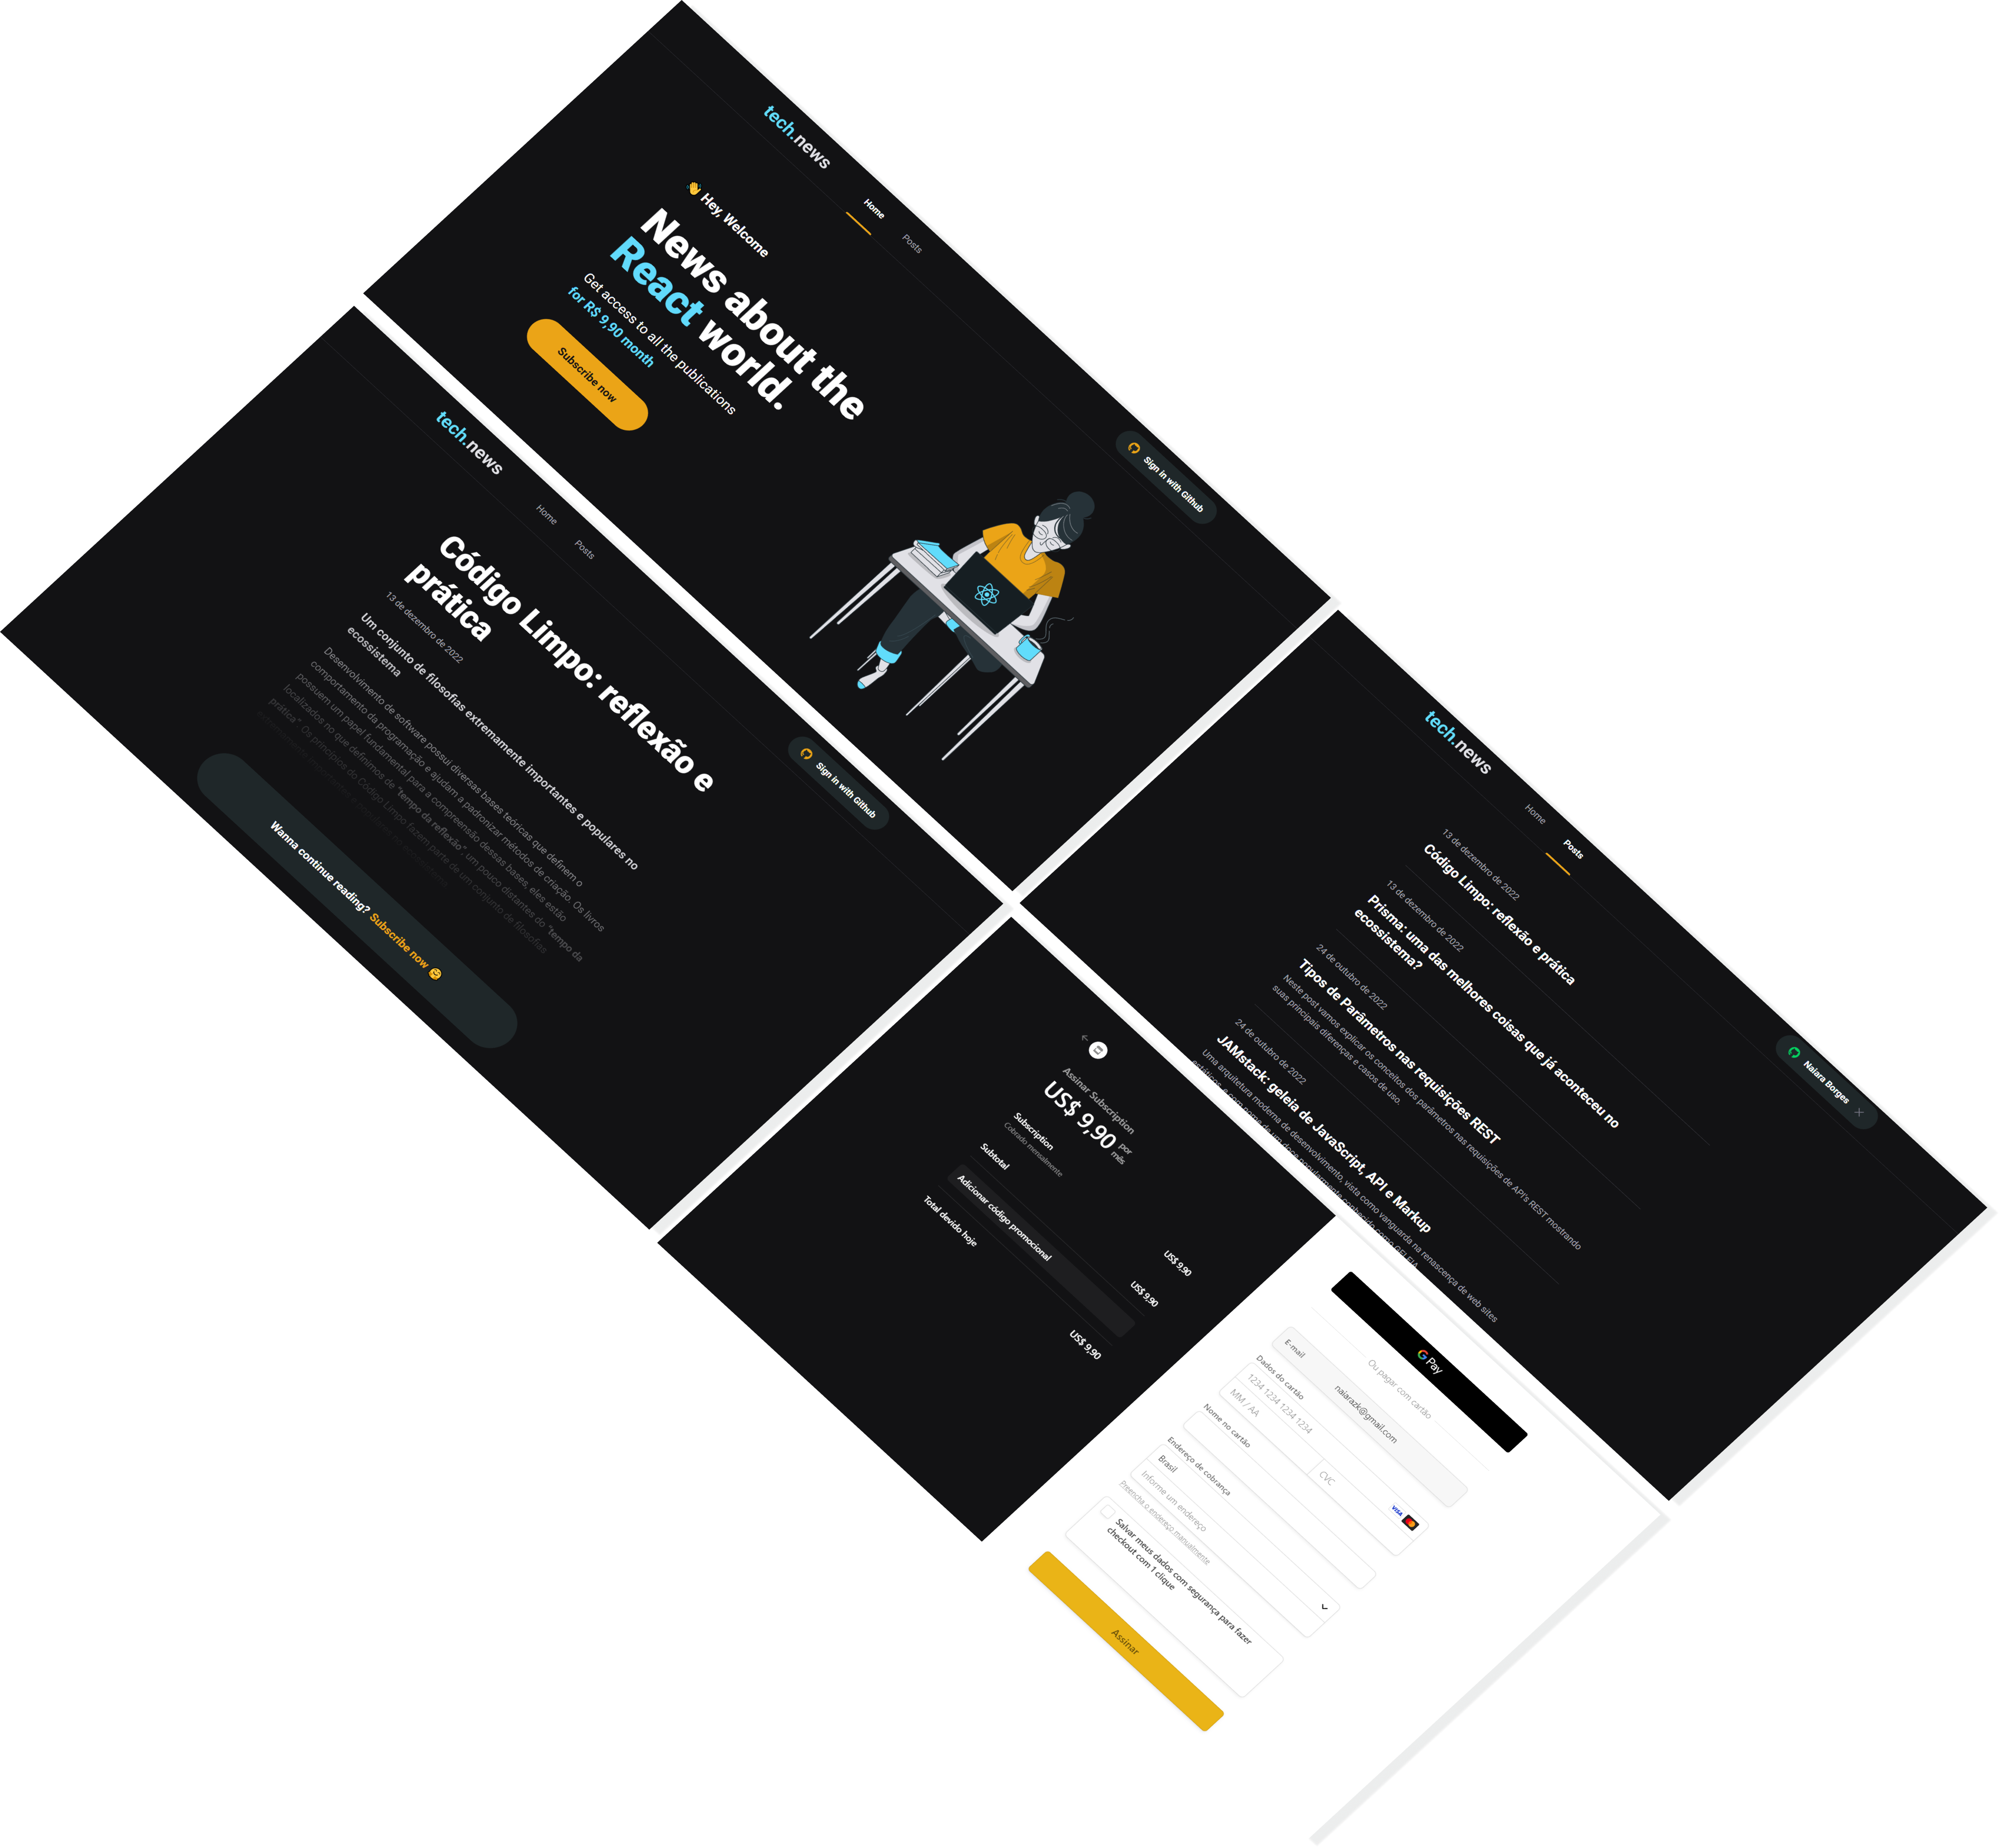 tech.news
Home
Posts
Sign in with Github
👋 Hey, Welcome
News about the
React world.
Get access to all the publications
for R$ 9,90 month
Subscribe now
tech.news
Home
Posts
Sign in with Github
Código Limpo: reflexão e
prática
13 de dezembro de 2022
Um conjunto de filosofias extremamente importantes e populares no
ecossistema
Desenvolvimento de software possui diversas bases teóricas que definem o
comportamento da programação e ajudam a padronizar métodos de criação. Os livros
possuem um papel fundamental para a compreensão dessas bases, eles estão
localizados no que definimos de "tempo da reflexão", um pouco distantes do "tempo da
prática". Os princípios do Código Limpo fazem parte de um conjunto de filosofias
Wanna continue reading? Subscribe now 🤗
tech.news
Home
Posts
Naiara Borges
13 de dezembro de 2022
Código Limpo: reflexão e prática
13 de dezembro de 2022
Prisma: uma das melhores coisas que já aconteceu no
ecossistema?
24 de outubro de 2022
Tipos de Parâmetros nas requisições REST
Neste post vamos explicar os conceitos dos parâmetros nas requisições de APIs REST mostrando
suas principais diferenças e casos de uso.
24 de outubro de 2022
JAMstack: geleia de JavaScript, API e Markup
Uma arquitetura moderna de desenvolvimento, vista como vanguarda na renascença de web sites
Assinar Subscription
US$ 9,90 por
mês
Subscription US$ 9,90
Cobrado mensalmente
Subtotal US$ 9,90
Adicionar código promocional
Total devido hoje US$ 9,90
G Pay
Ou pagar com cartão
E-mail naiarazk@gmail.com
Dados do cartão
1234 1234 1234 1234 VISA
MM / AA CVC
Nome no cartão
Endereço de cobrança
Brasil
Informe um endereço
Preencha o endereço manualmente
Salvar meus dados com segurança para fazer
checkout com 1 clique
Assinar